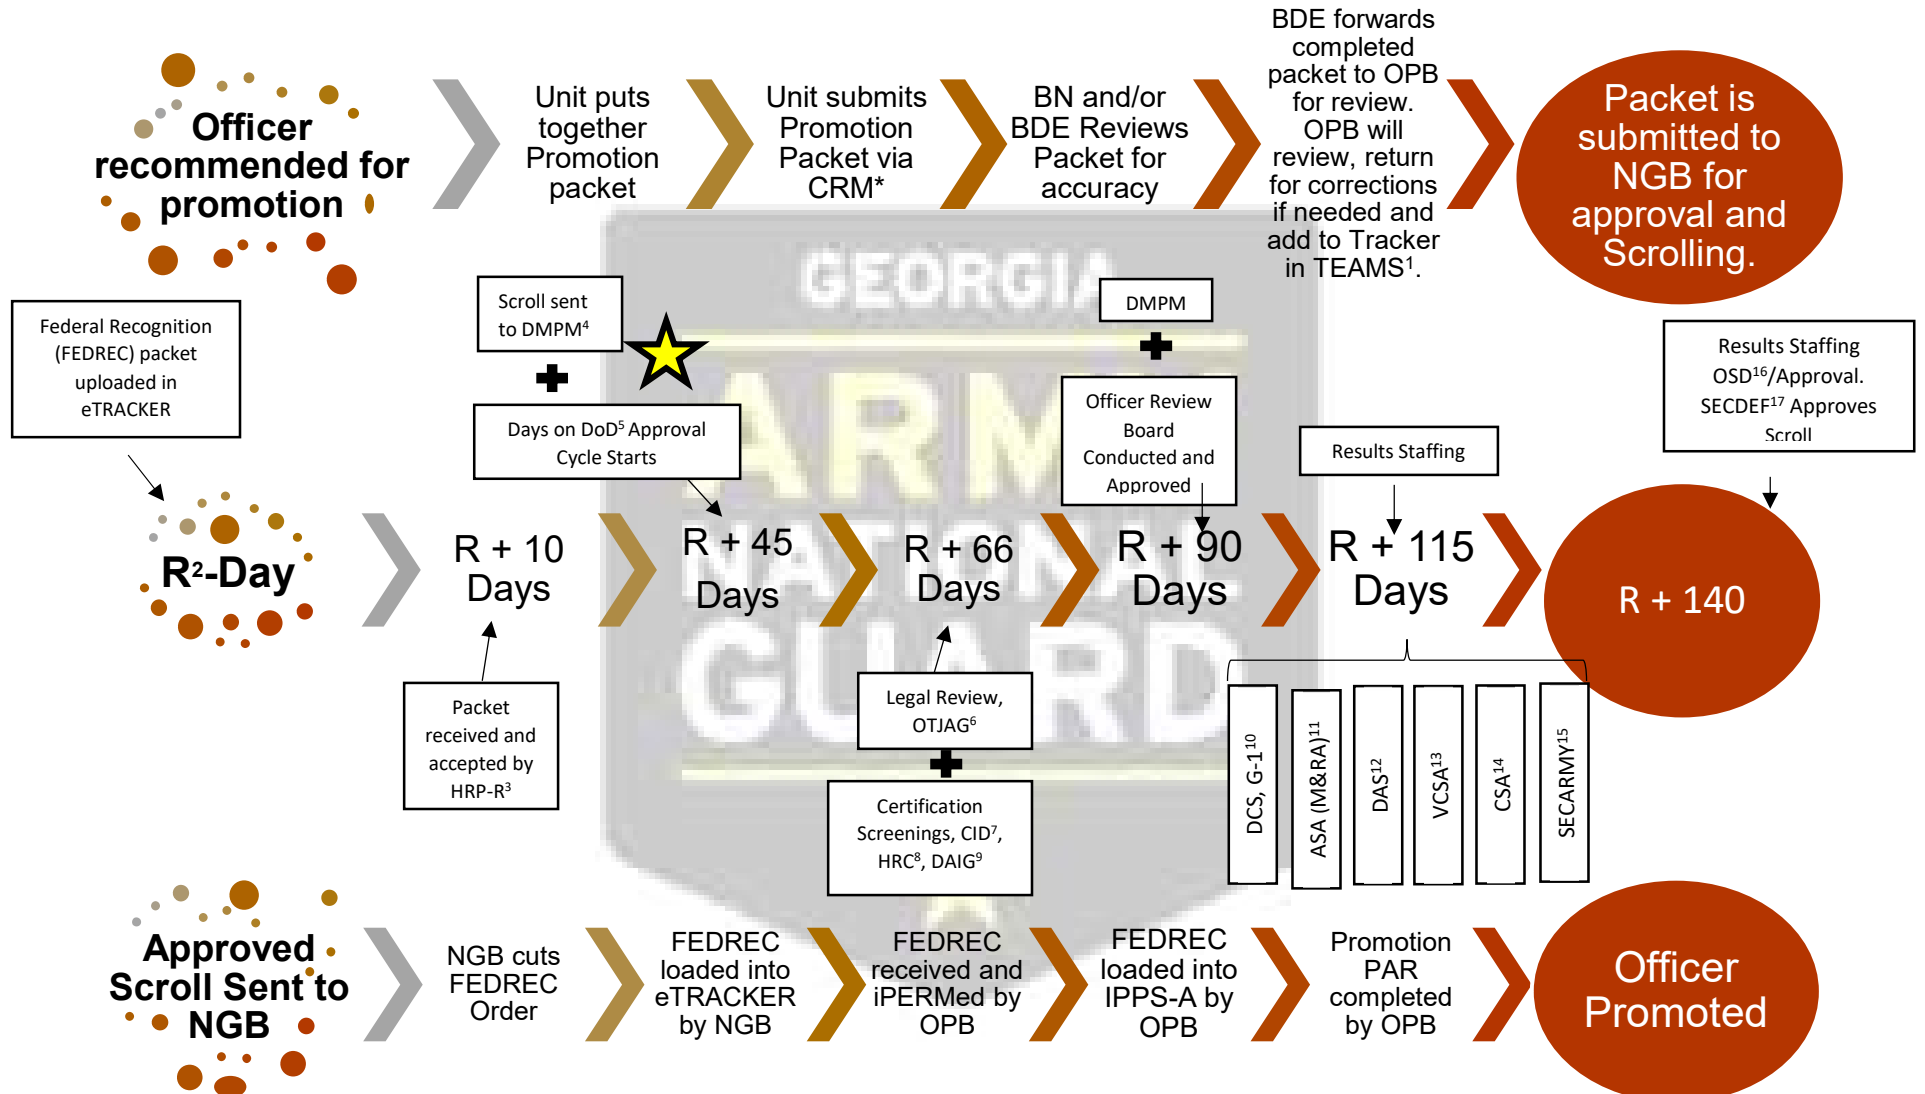 Officer
recommended for
promotion
Unit puts
together
Promotion
packet
Unit submits
Promotion
Packet via
CRM*
BN and/or
BDE Reviews
Packet for
accuracy
BDE forwards
completed
packet to OPB
for review.
OPB will
review, return
for corrections
if needed and
add to Tracker
in TEAMS¹.
Packet is
submitted to
NGB for
approval and
Scrolling.
GEORGIA
ARMY
NATIONAL
GUARD
Federal Recognition
(FEDREC) packet
uploaded in
eTRACKER
Scroll sent
to DMPM⁴
Days on DoD⁵ Approval
Cycle Starts
DMPM
Officer Review
Board
Conducted and
Approved
Results Staffing
Results Staffing
OSD¹⁶/Approval.
SECDEF¹⁷ Approves
Scroll
R²-Day
R + 10
Days
R + 45
Days
R + 66
Days
R + 90
Days
R + 115
Days
R + 140
Packet
received and
accepted by
HRP-R³
Legal Review,
OTJAG⁶
Certification
Screenings, CID⁷,
HRC⁸, DAIG⁹
DCS, G-1¹⁰
ASA (M&RA)¹¹
DAS¹²
VCSA¹³
CSA¹⁴
SECARMY¹⁵
Approved
Scroll Sent to
NGB
NGB cuts
FEDREC
Order
FEDREC
loaded into
eTRACKER
by NGB
FEDREC
received and
iPERMed by
OPB
FEDREC
loaded into
IPPS-A by
OPB
Promotion
PAR
completed
by OPB
Officer
Promoted